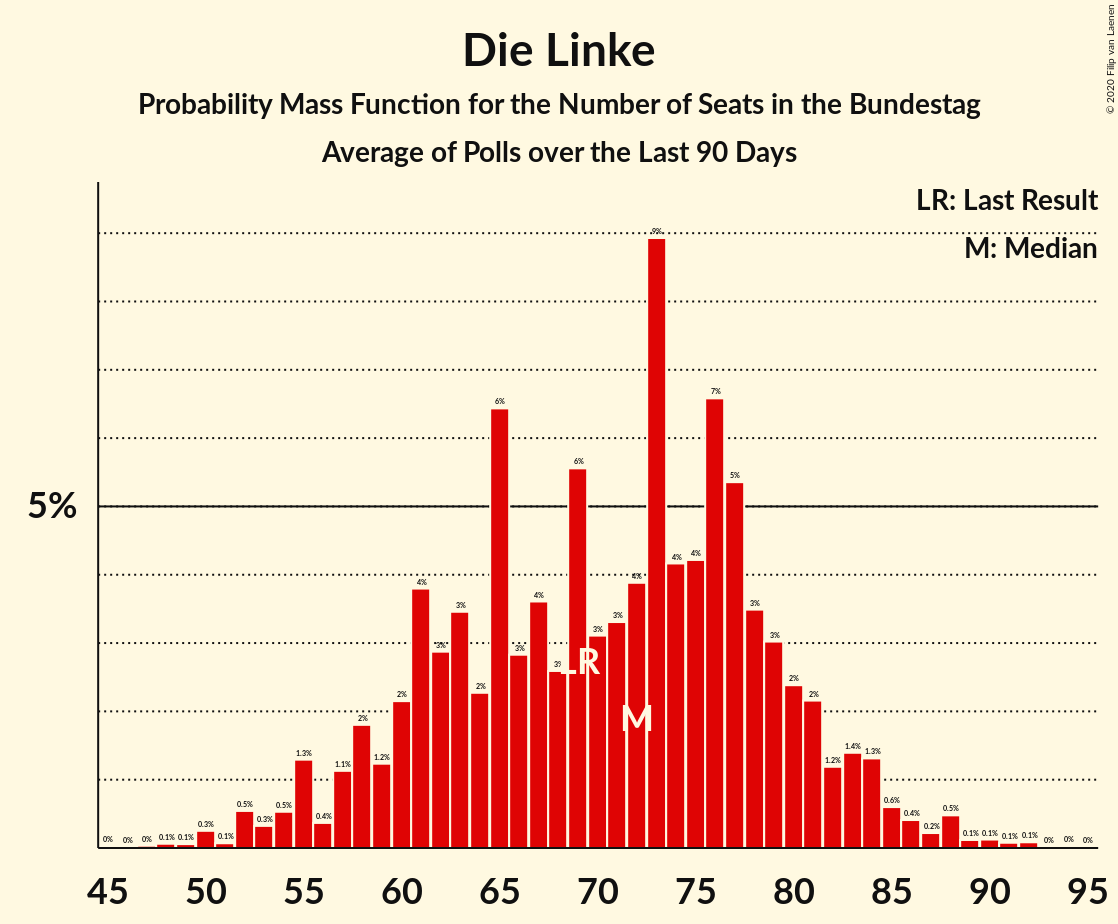 © 2020 Filip van Laenen
Die Linke
Probability Mass Function for the Number of Seats in the Bundestag
Average of Polls over the Last 90 Days
LR: Last Result
M: Median
5%
0% 0% 0% 0.1% 0.1% 0.3% 0.1% 0.5% 0.3% 0.5% 1.3% 0.4% 1.1% 2% 1.2% 2% 4% 3% 3% 2% 6% 3% 4% 3% 6% 3% 3% 4% 9% 4% 4% 7% 5% 3% 3% 2% 2% 1.2% 1.4% 1.3% 0.6% 0.4% 0.2% 0.5% 0.1% 0.1% 0.1% 0.1% 0% 0% 0%
LR
M
45 50 55 60 65 70 75 80 85 90 95